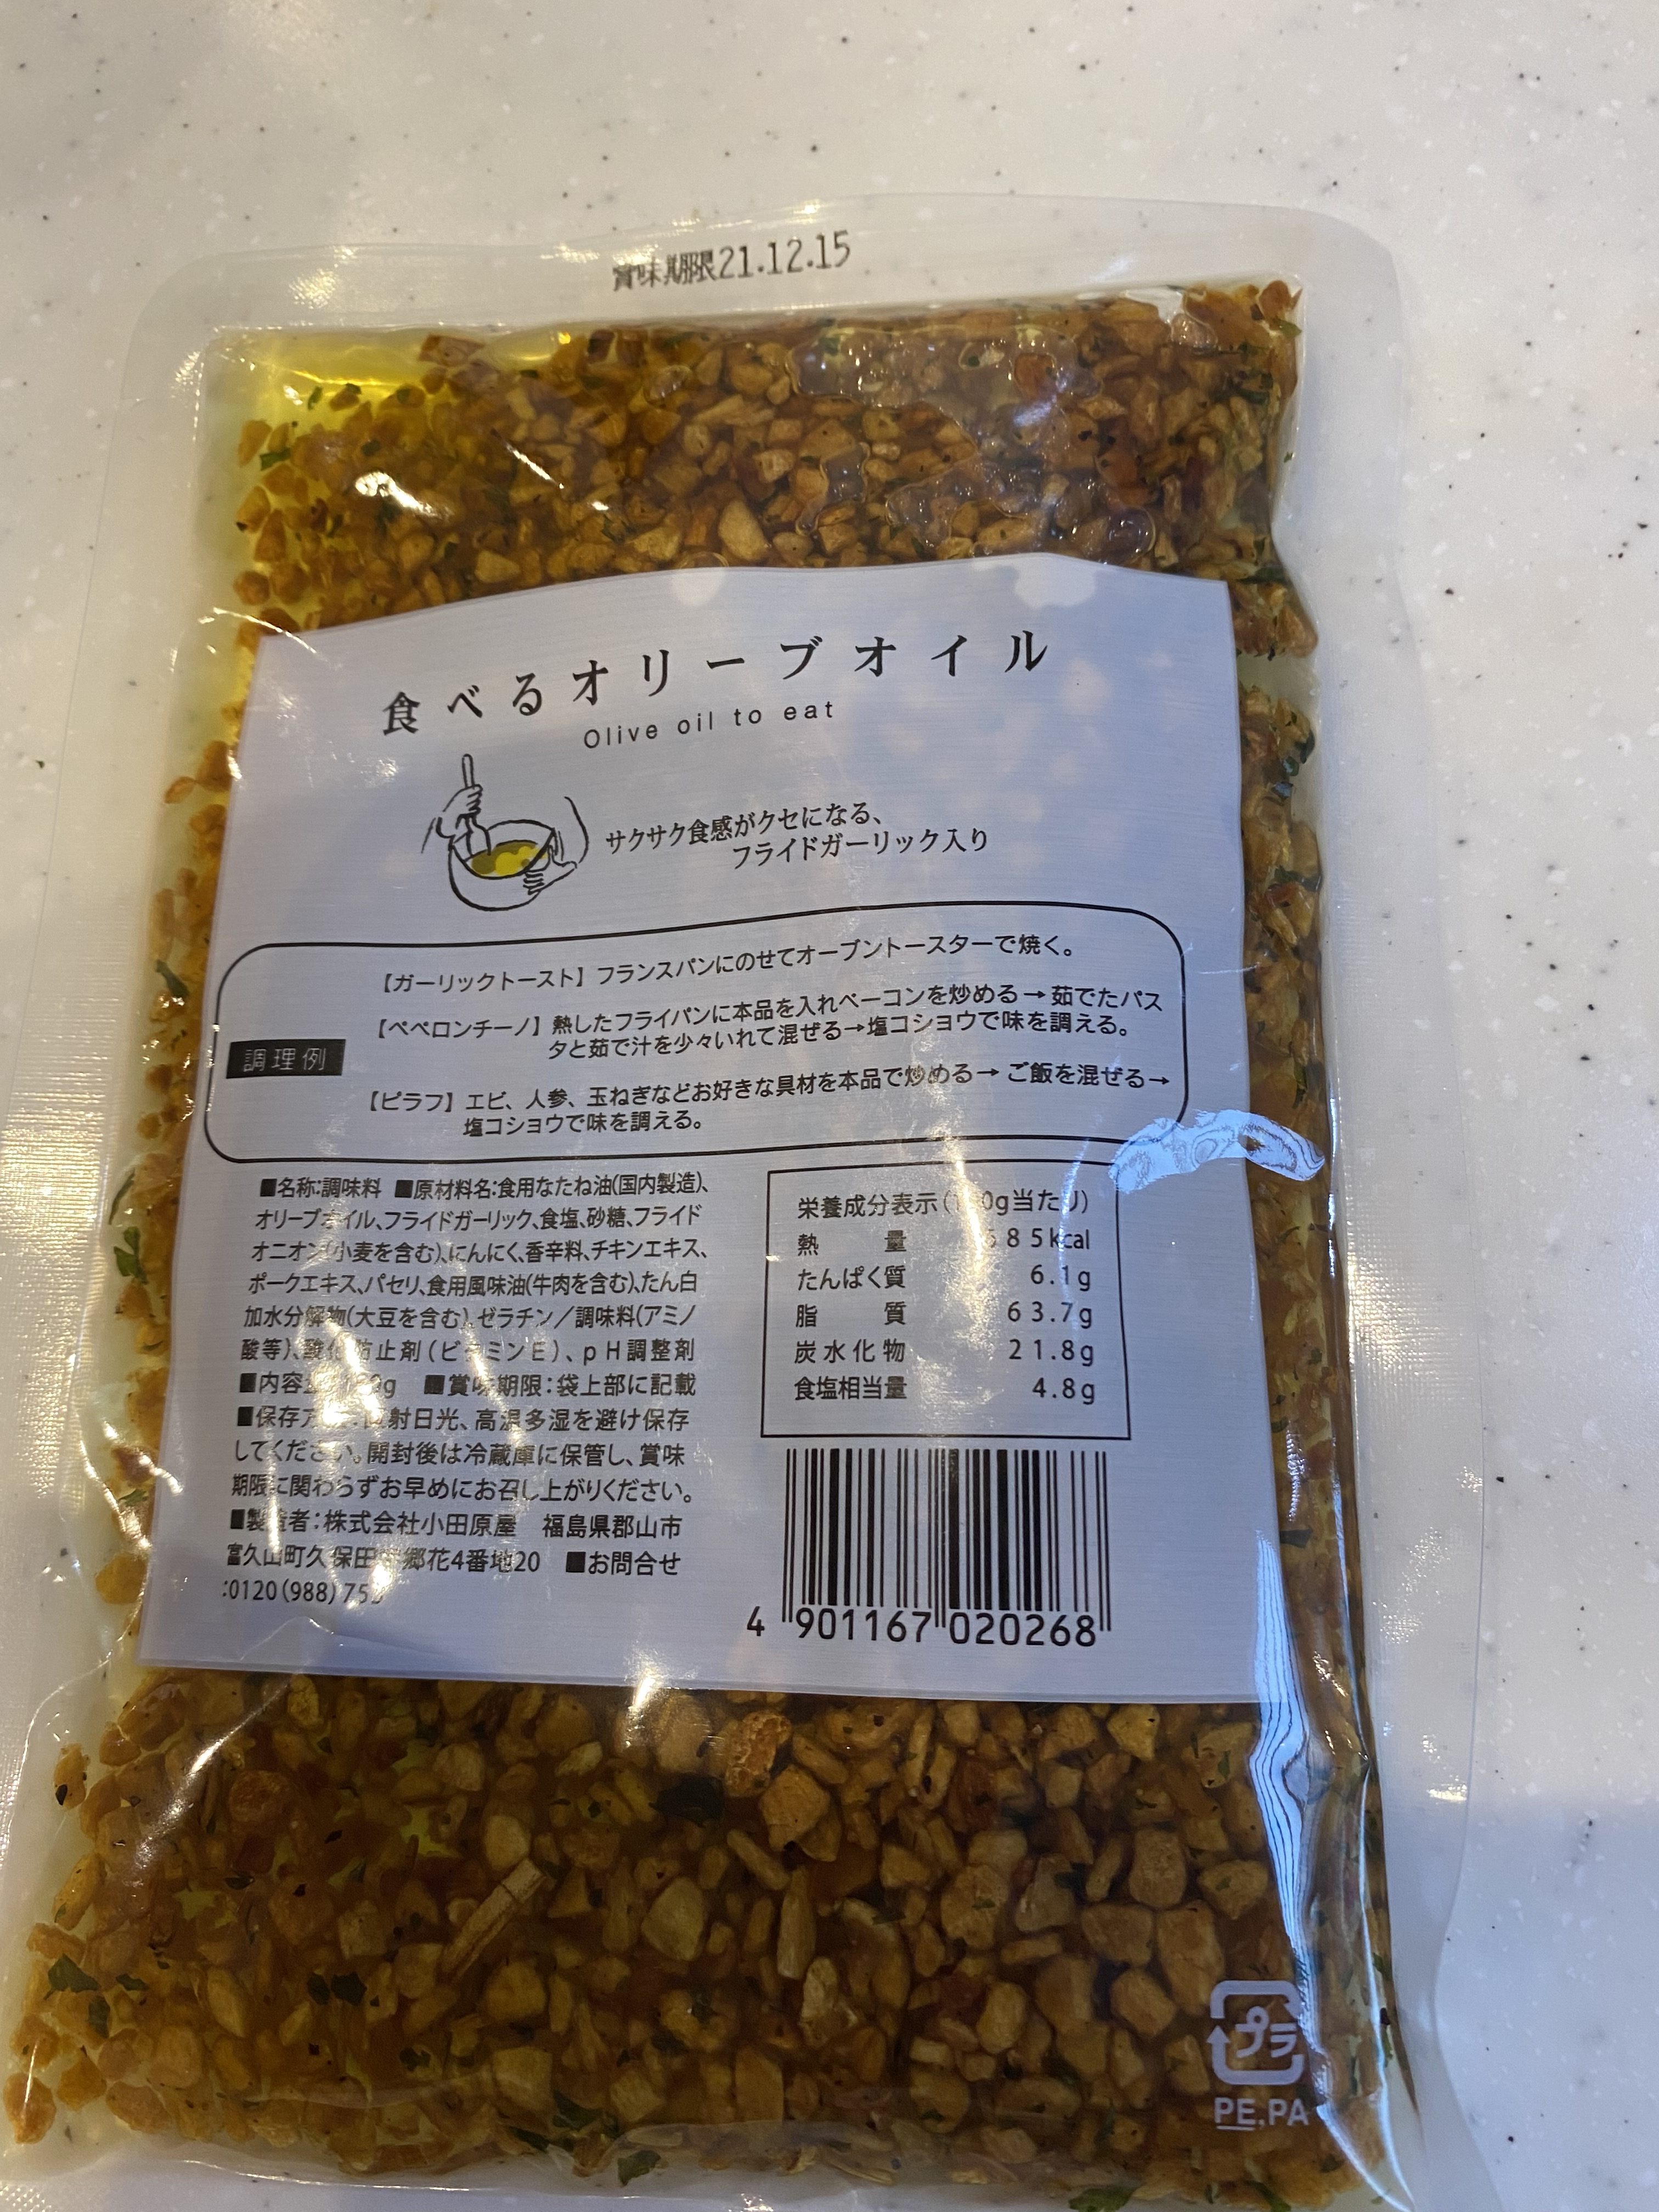 賞味期限21.12.15
食べるオリーブオイル
Olive oil to eat
サクサク食感がクセになる、
フライドガーリック入り
調理例
【ガーリックトースト】フランスパンにのせてオーブントースターで焼く。
【ペペロンチーノ】熱したフライパンに本品を入れベーコンを炒める→茹でたパス
タと茹で汁を少々いれて混ぜる→塩コショウで味を調える。
【ピラフ】エビ、人参、玉ねぎなどお好きな具材を本品で炒める→ご飯を混ぜる→
塩コショウで味を調える。
■名称:調味料 ■原材料名:食用なたね油(国内製造)、
オリーブオイル、フライドガーリック、食塩、砂糖、フライド
オニオン(小麦を含む)、にんにく、香辛料、チキンエキス、
ポークエキス、パセリ、食用風味油(牛肉を含む)、たん白
加水分解物(大豆を含む)、ゼラチン／調味料(アミノ
酸等)、酸化防止剤(ビタミンE)、pH調整剤
■内容 ■賞味期限:袋上部に記載
■保存 直射日光、高温多湿を避け保存
してください。開封後は冷蔵庫に保管し、賞味
期限に関わらずお早めにお召し上がりください。
■製造者:株式会社小田原屋 福島県郡山市
富久山町久保田 郷花4番地20 ■お問合せ
:0120(988)
栄養成分表示( 当たり)
熱量 kcal
たんぱく質 6.1g
脂質 63.7g
炭水化物 21.8g
食塩相当量 4.8g
4 901167 020268
プラ
PE,PA